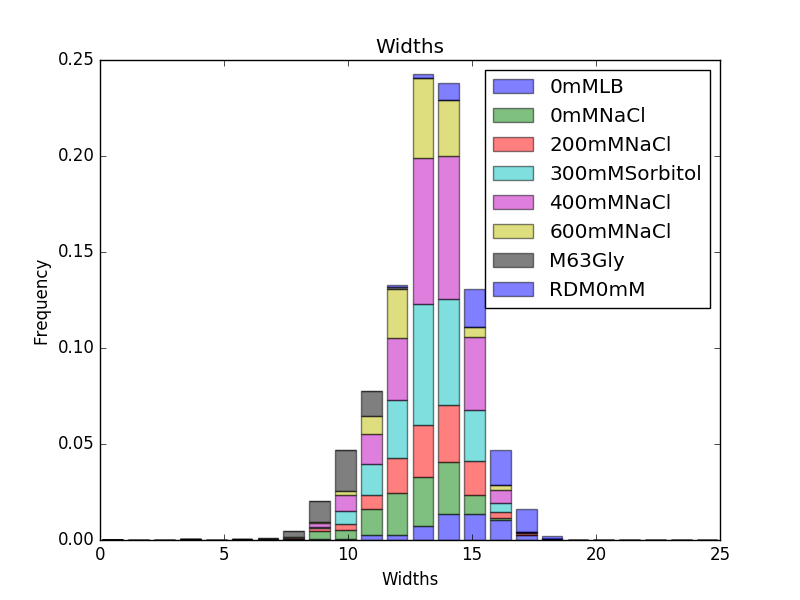 Widths
0.25
0.20
0.15
0.10
0.05
0.00
Frequency
0mMLB
0mMNaCl
200mMNaCl
300mMSorbitol
400mMNaCl
600mMNaCl
M63Gly
RDM0mM
0 5 10 15 20 25
Widths